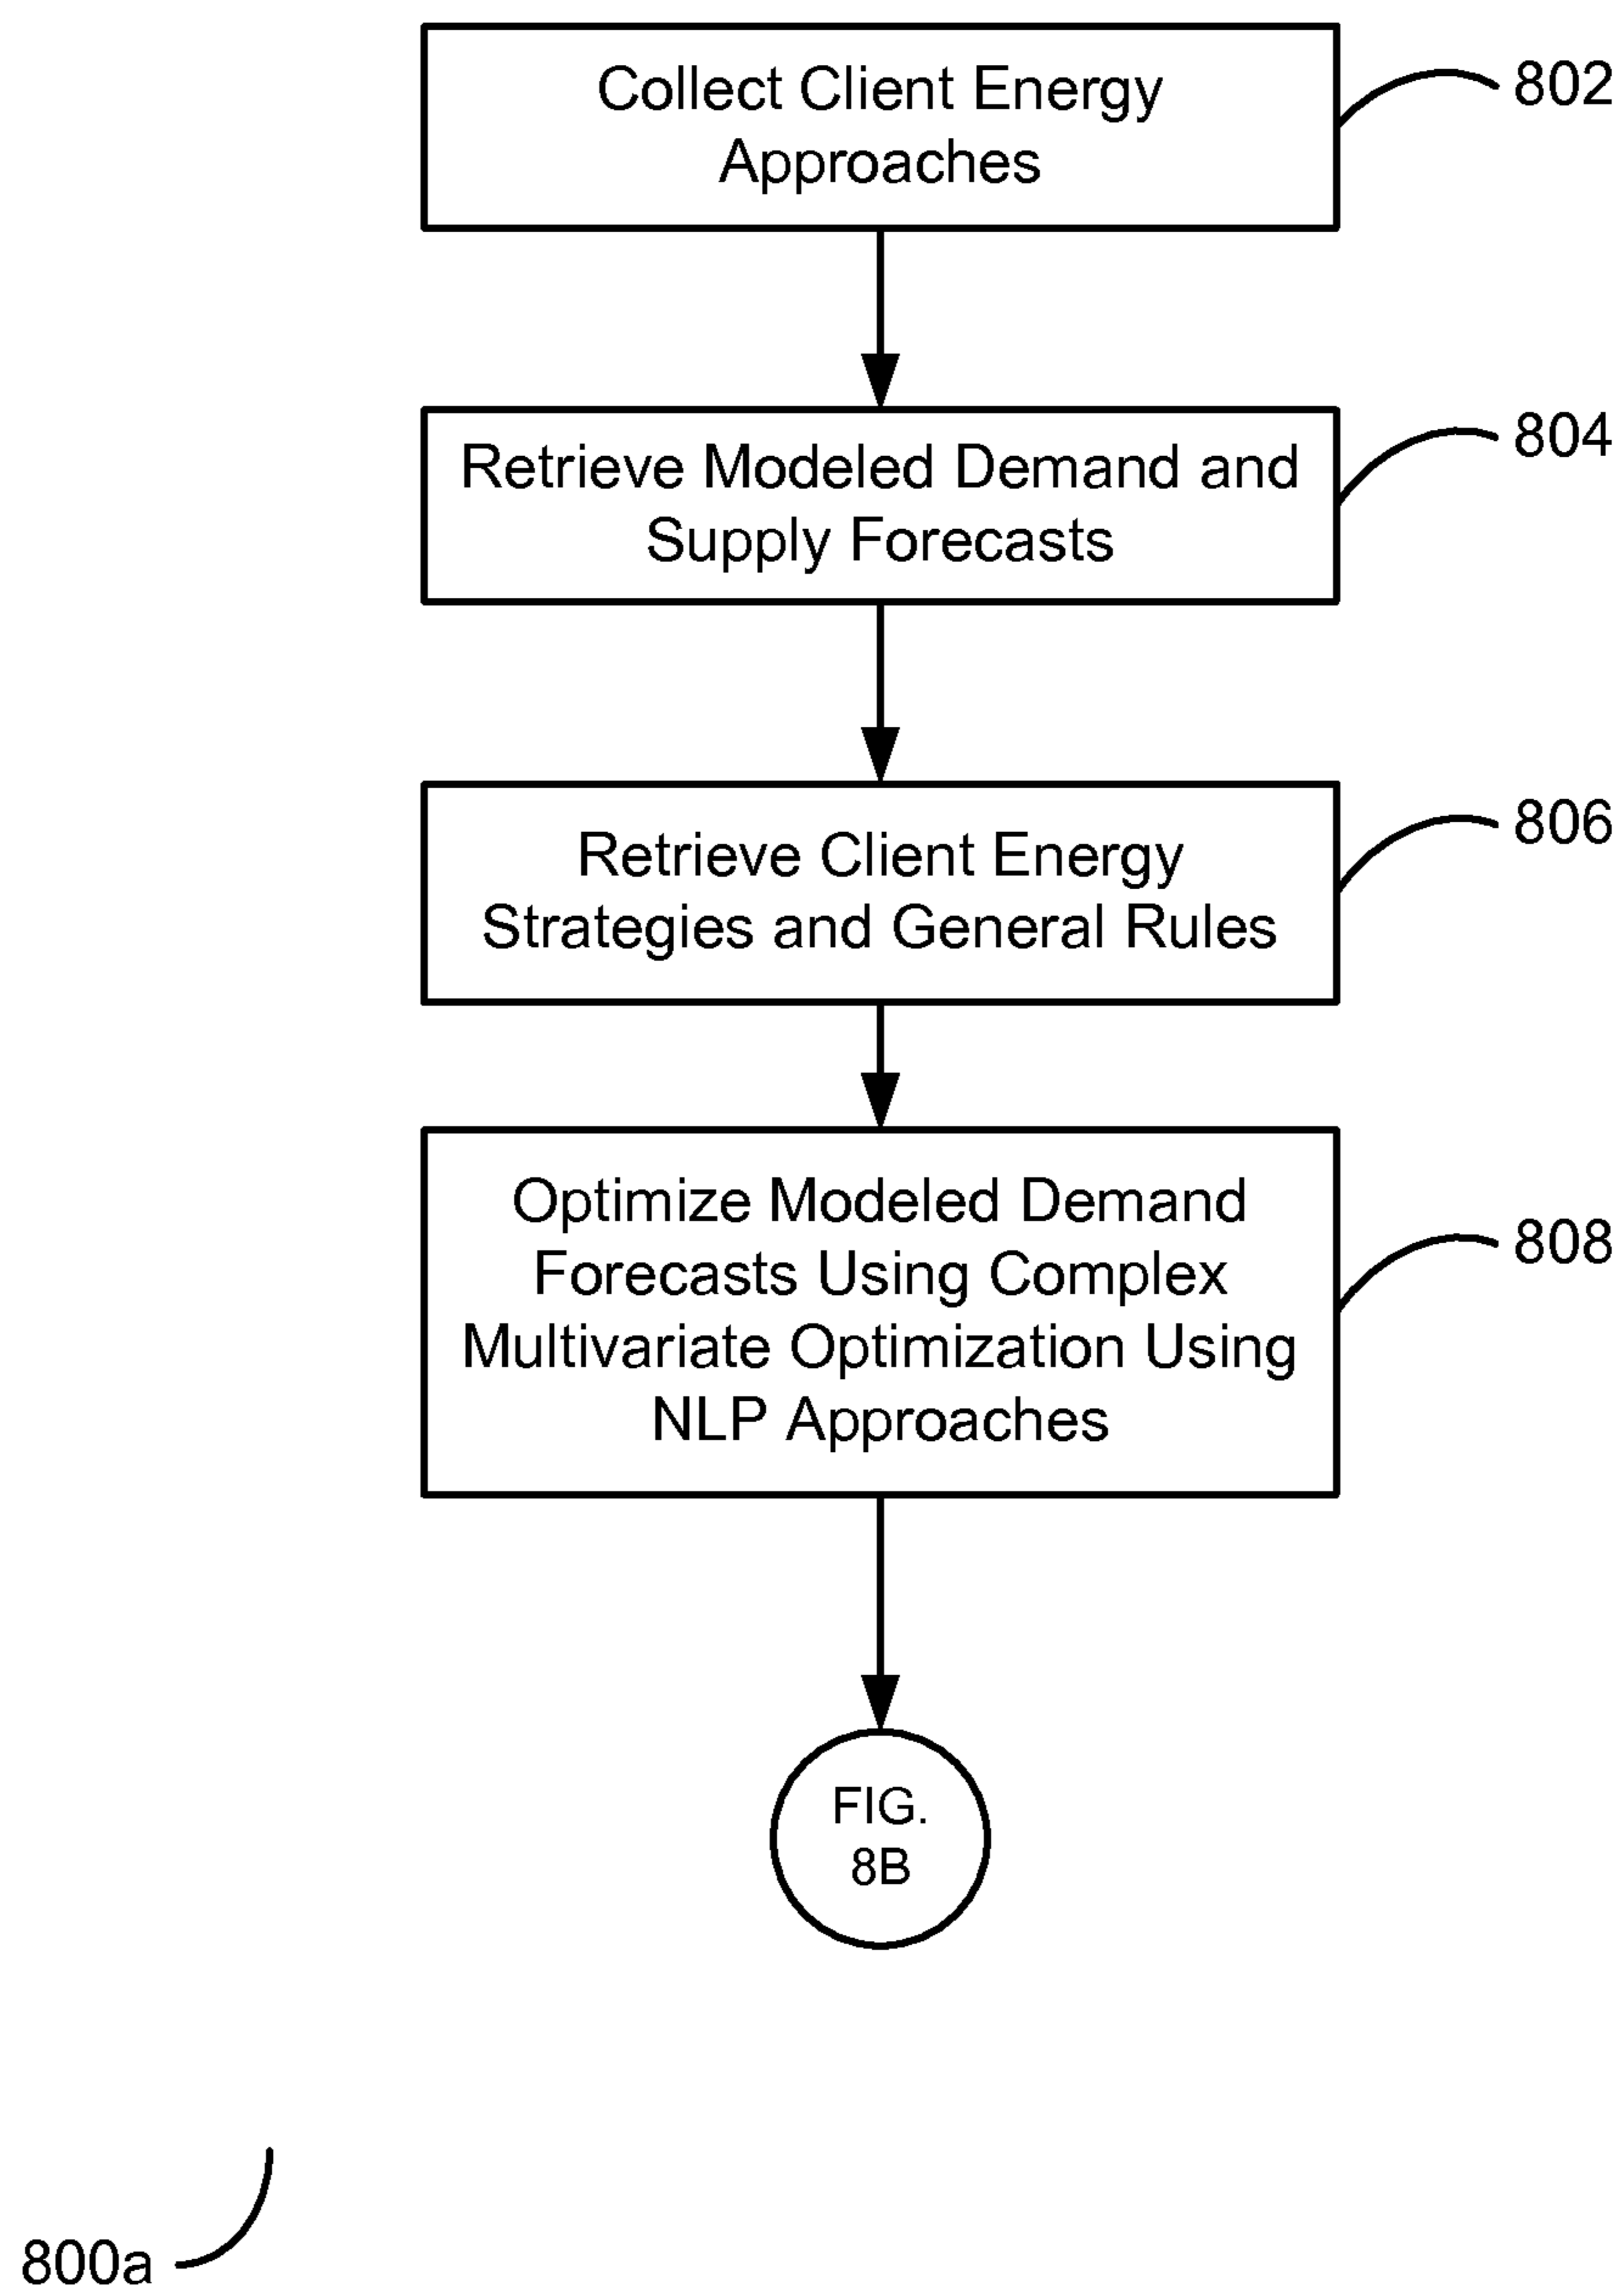 Collect Client Energy
Approaches
802
Retrieve Modeled Demand and
Supply Forecasts
804
Retrieve Client Energy
Strategies and General Rules
806
Optimize Modeled Demand
Forecasts Using Complex
Multivariate Optimization Using
NLP Approaches
808
FIG.
8B
800a